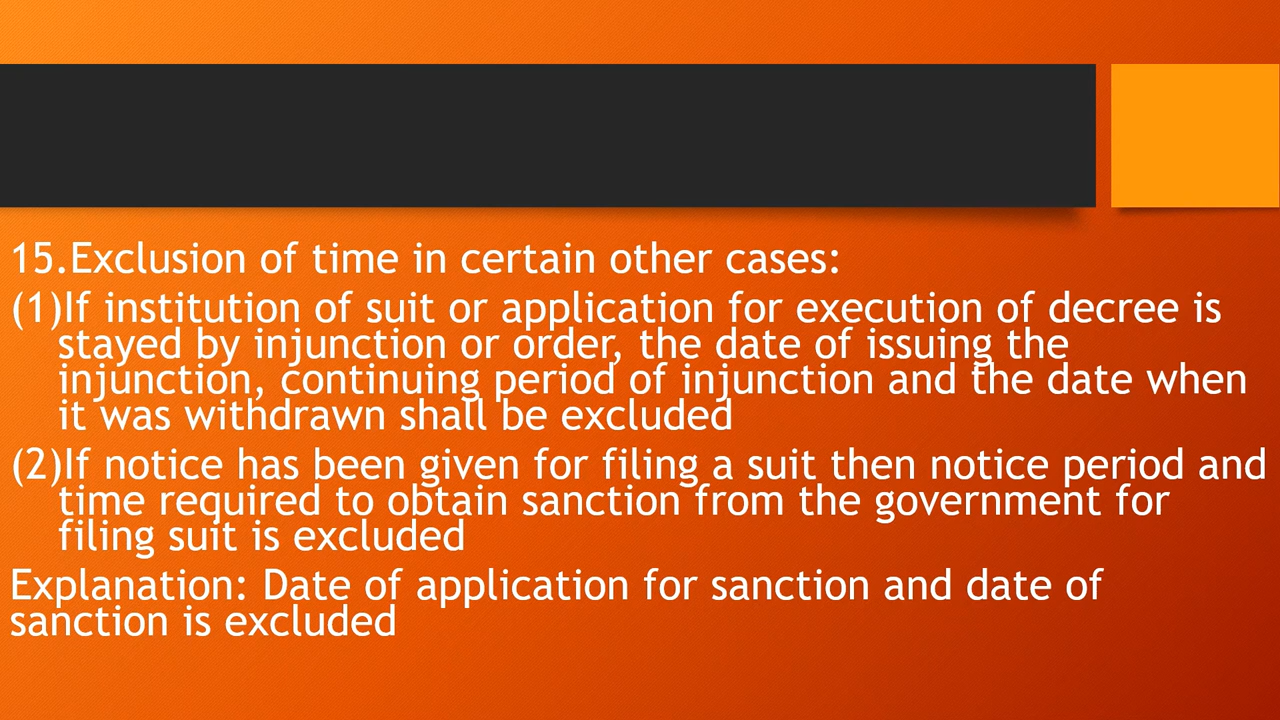 15.Exclusion of time in certain other cases:
(1)If institution of suit or application for execution of decree is
stayed by injunction or order, the date of issuing the
injunction, continuing period of injunction and the date when
it was withdrawn shall be excluded
(2)If notice has been given for filing a suit then notice period and
time required to obtain sanction from the government for
filing suit is excluded
Explanation: Date of application for sanction and date of
sanction is excluded